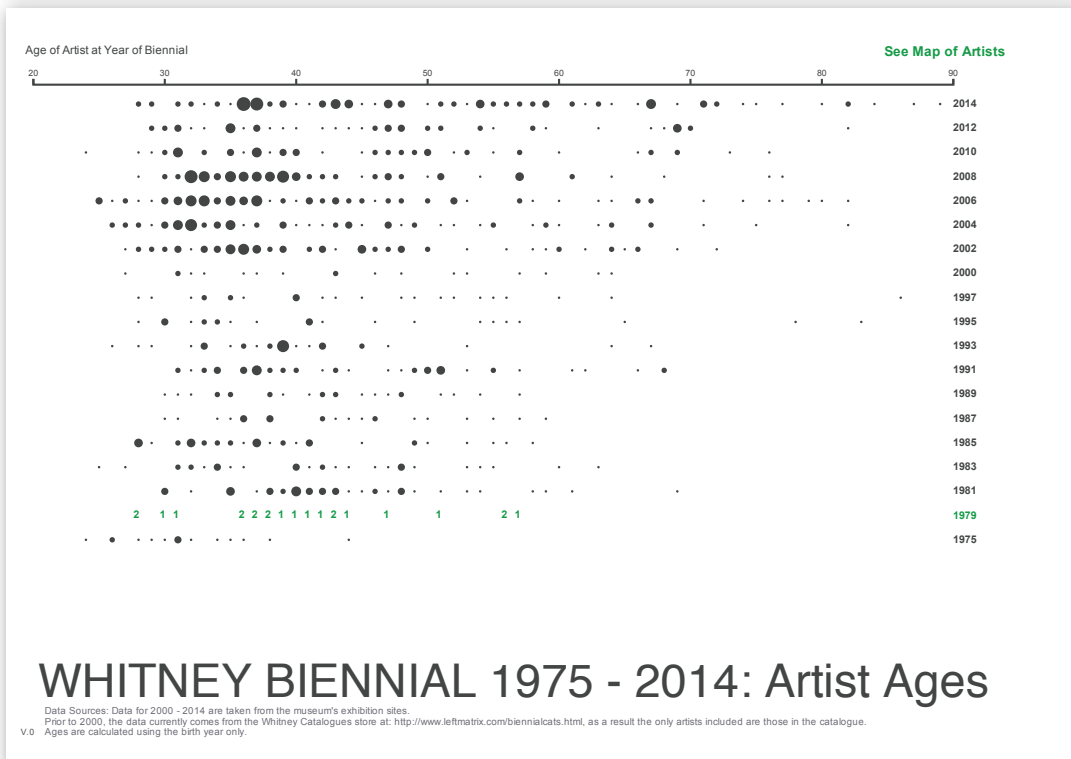 Age of Artist at Year of Biennial
See Map of Artists
20 30 40 50 60 70 80 90
2014
2012
2010
2008
2006
2004
2002
2000
1997
1995
1993
1991
1989
1987
1985
1983
1981
2 1 1 2 2 2 1 1 1 1 2 1 1 1 2 1 1979
1975
WHITNEY BIENNIAL 1975 - 2014: Artist Ages
Data Sources: Data for 2000 - 2014 are taken from the museum's exhibition sites.
Prior to 2000, the data currently comes from the Whitney Catalogues store at: http://www.leftmatrix.com/biennialcats.html, as a result the only artists included are those in the catalogue.
V.0 Ages are calculated using the birth year only.